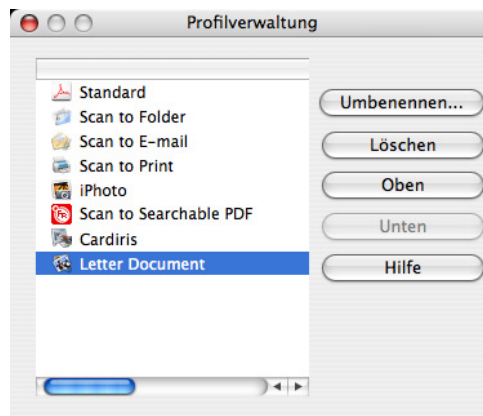 Profilverwaltung
Standard
Scan to Folder
Scan to E-mail
Scan to Print
iPhoto
Scan to Searchable PDF
Cardiris
Letter Document
Umbenennen...
Löschen
Oben
Unten
Hilfe